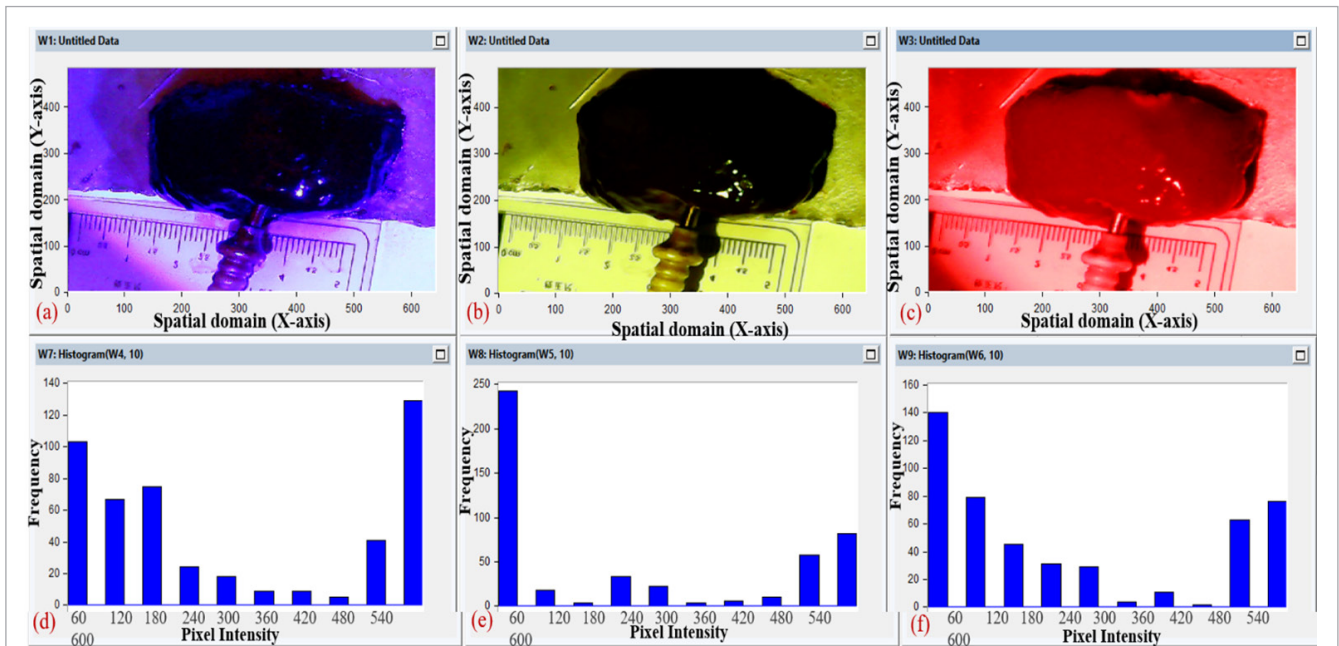 W1: Untitled Data
W2: Untitled Data
W3: Untitled Data
Spatial domain (Y-axis)
400
300
200
100
0
0 100 200 300 400 500 600
(a)
Spatial domain (X-axis)
Spatial domain (Y-axis)
400
300
200
100
0
0 100 200 300 400 500 600
(b)
Spatial domain (X-axis)
Spatial domain (Y-axis)
400
300
200
100
0
0 100 200 300 400 500 600
(c)
Spatial domain (X-axis)
W7: Histogram(W4, 10)
W8: Histogram(W5, 10)
W9: Histogram(W6, 10)
Frequency
140
120
100
80
60
40
20
0
60 120 180 240 300 360 420 480 540
600
(d)
Pixel Intensity
Frequency
250
200
150
100
50
0
60 120 180 240 300 360 420 480 540
600
(e)
Pixel Intensity
Frequency
160
140
120
100
80
60
40
20
0
60 120 180 240 300 360 420 480 540
600
(f)
Pixel Intensity